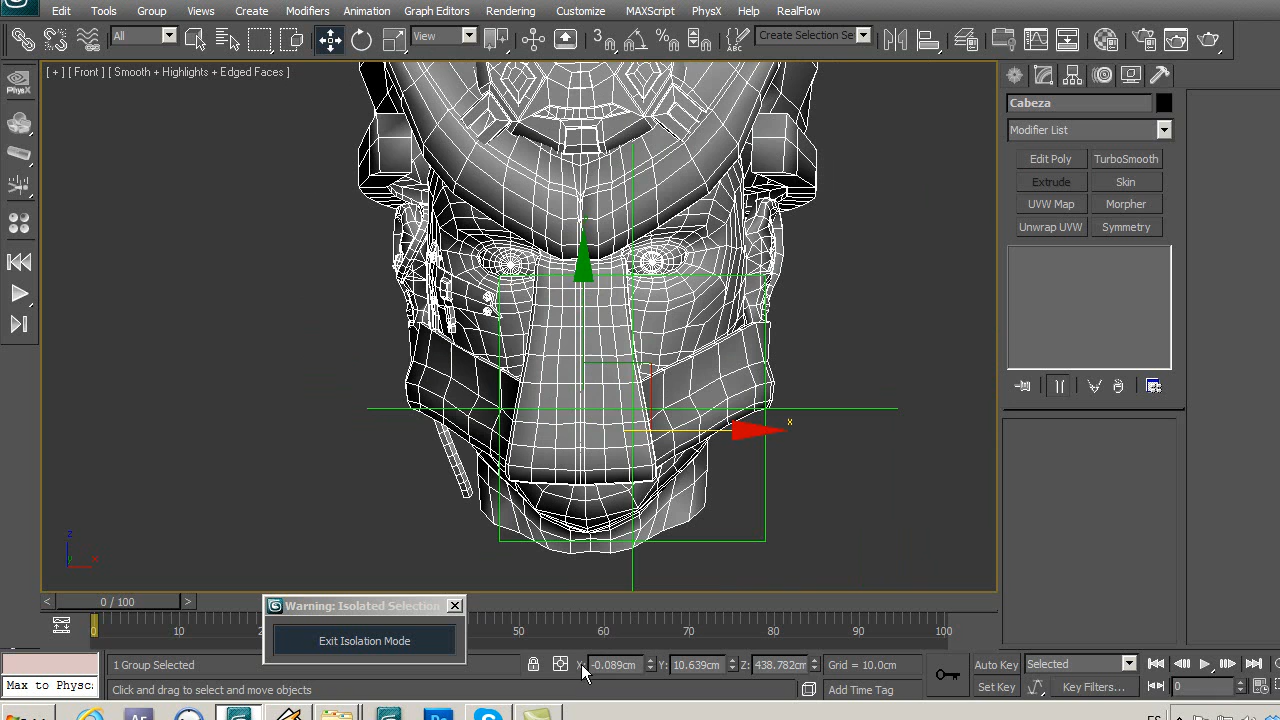 Edit Tools Group Views Create Modifiers Animation Graph Editors Rendering Customize MAXScript PhysX Help RealFlow
All View 3 Create Selection Se
[ + ] [ Front ] [ Smooth + Highlights + Edged Faces ]
PhysX
Cabeza
Modifier List
Edit Poly TurboSmooth
Extrude Skin
UVW Map Morpher
Unwrap UVW Symmetry
x
z
x
< 0 / 100 >
Warning: Isolated Selection
Exit Isolation Mode
0 10 50 60 70 80 90 100
1 Group Selected X: -0.089cm Y: 10.639cm Z: 438.782cm Grid = 10.0cm Auto Key Selected
Max to Physc: Click and drag to select and move objects Add Time Tag Set Key Key Filters... 0
ES